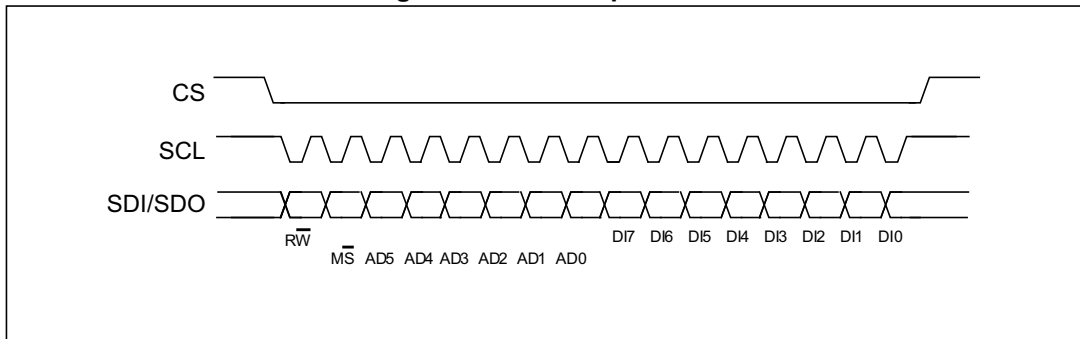 CS
SCL
SDI/SDO
RW̅ DI7 DI6 DI5 DI4 DI3 DI2 DI1 DI0
MS̅ AD5 AD4 AD3 AD2 AD1 AD0